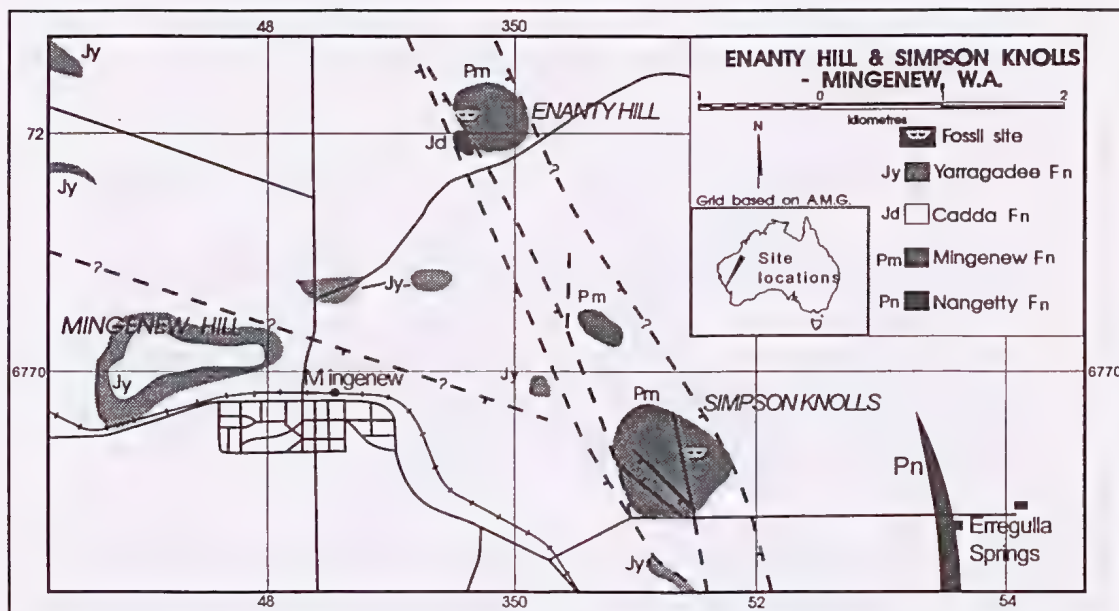 48
350
ENANTY HILL & SIMPSON KNOLLS
- MINGENEW, W.A.
1
0
1
2
kilometres
N
Grid based on A.M.G.
Fossil site
Jy Yarragadee Fn
Jd Cadda Fn
Pm Mingenew Fn
Pn Nangetty Fn
Site
locations
Jy
Pm
ENANTY HILL
72
Jd
?
Jy
?
Jy
Pm
?
MINGENEW HILL
?
6770
Jy
Mingenew
?
Jy
6770
Pm
SIMPSON KNOLLS
?
Pn
Erregulla
Springs
Jy
48
350
52
54